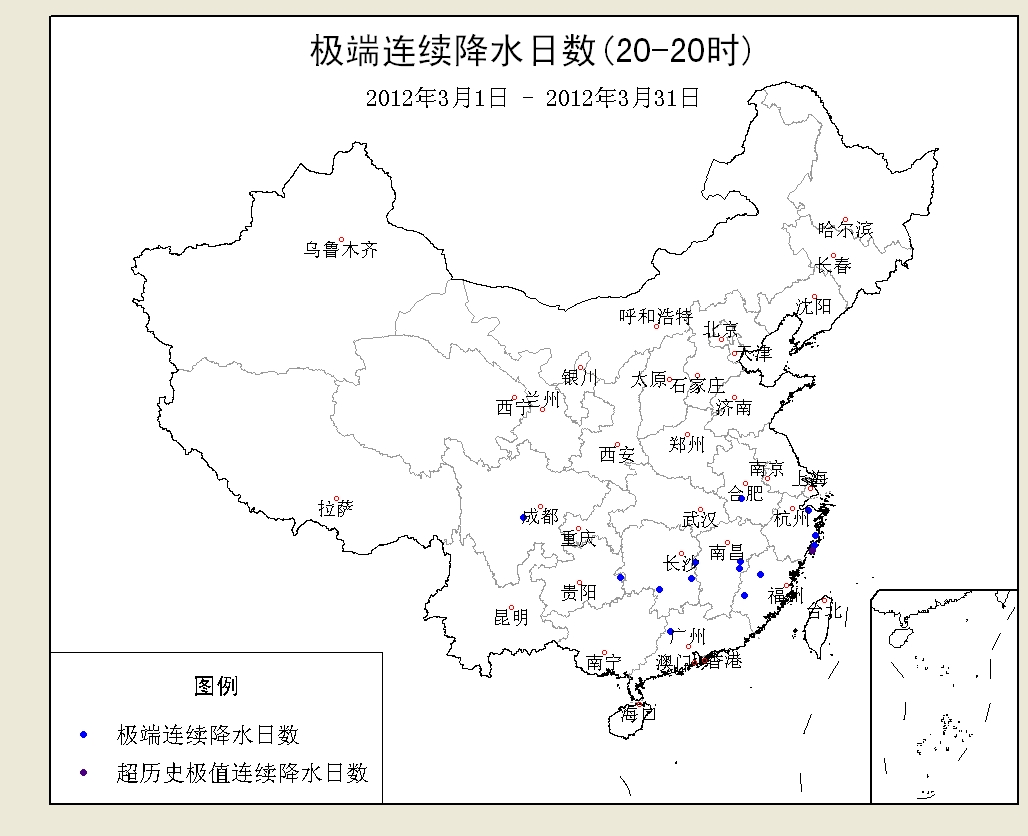 极端连续降水日数(20-20时)
2012年3月1日 - 2012年3月31日
哈尔滨
乌鲁木齐
长春
沈阳
呼和浩特
北京
天津
银川
太原
石家庄
西宁
兰州
济南
郑州
西安
南京
上海
合肥
拉萨
成都
武汉
杭州
重庆
南昌
长沙
贵阳
福州
昆明
台北
广州
南宁
澳门
香港
海口
图例
极端连续降水日数
超历史极值连续降水日数